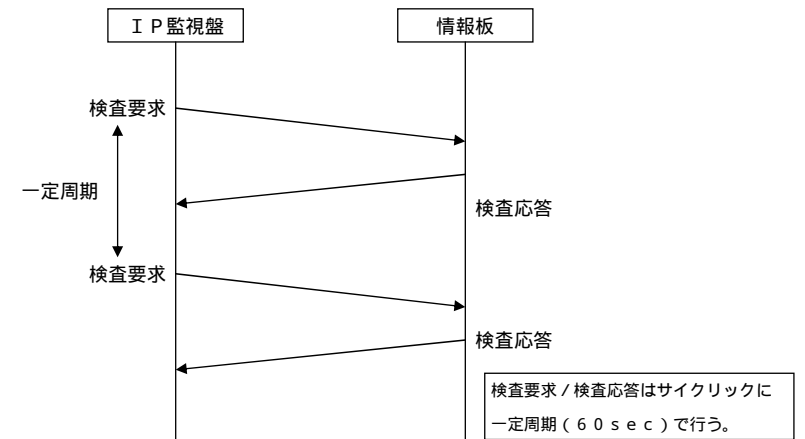 ＩＰ監視盤
情報板
検査要求
一定周期
検査応答
検査要求
検査応答
検査要求／検査応答はサイクリックに
一定周期（６０ｓｅｃ）で行う。